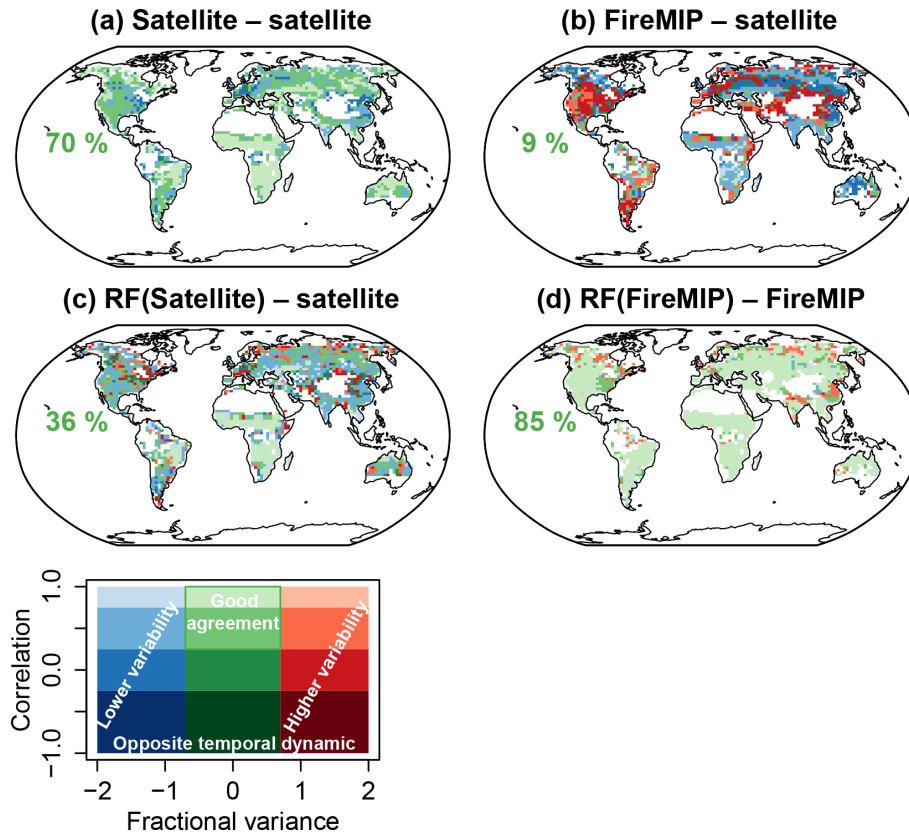 (a) Satellite – satellite
(b) FireMIP – satellite
70 %
9 %
(c) RF(Satellite) – satellite
(d) RF(FireMIP) – FireMIP
36 %
85 %
Correlation
1.0
0.0
−1.0
Lower variability
Good
agreement
Higher variability
Opposite temporal dynamic
−2
−1
0
1
2
Fractional variance